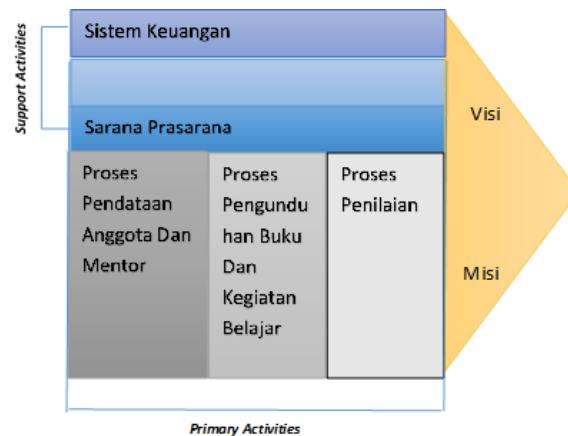 Support Activities
Sistem Keuangan
Sarana Prasarana
Proses
Pendataan
Anggota Dan
Mentor
Proses
Pengundu
han Buku
Dan
Kegiatan
Belajar
Proses
Penilaian
Visi
Misi
Primary Activities